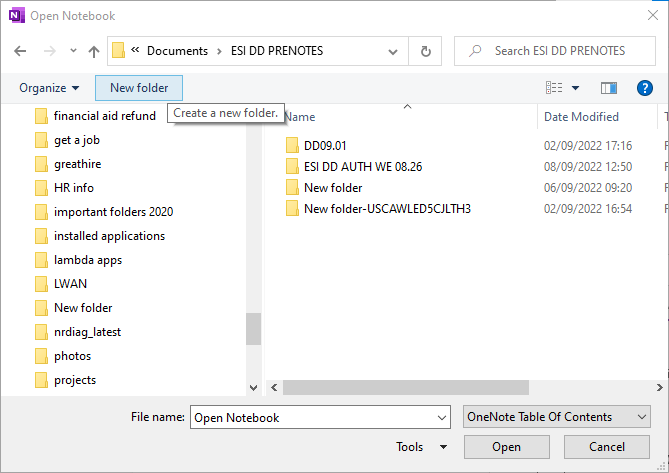 Open Notebook
Documents > ESI DD PRENOTES
Search ESI DD PRENOTES
Organize
New folder
Create a new folder.
financial aid refund
get a job
greathire
HR info
important folders 2020
installed applications
lambda apps
LWAN
New folder
nrdiag_latest
photos
projects
Name Date Modified
DD09.01 02/09/2022 17:16
ESI DD AUTH WE 08.26 08/09/2022 12:50
New folder 06/09/2022 09:20
New folder-USCAWLED5CJLTH3 02/09/2022 16:54
File name: Open Notebook OneNote Table Of Contents
Tools Open Cancel